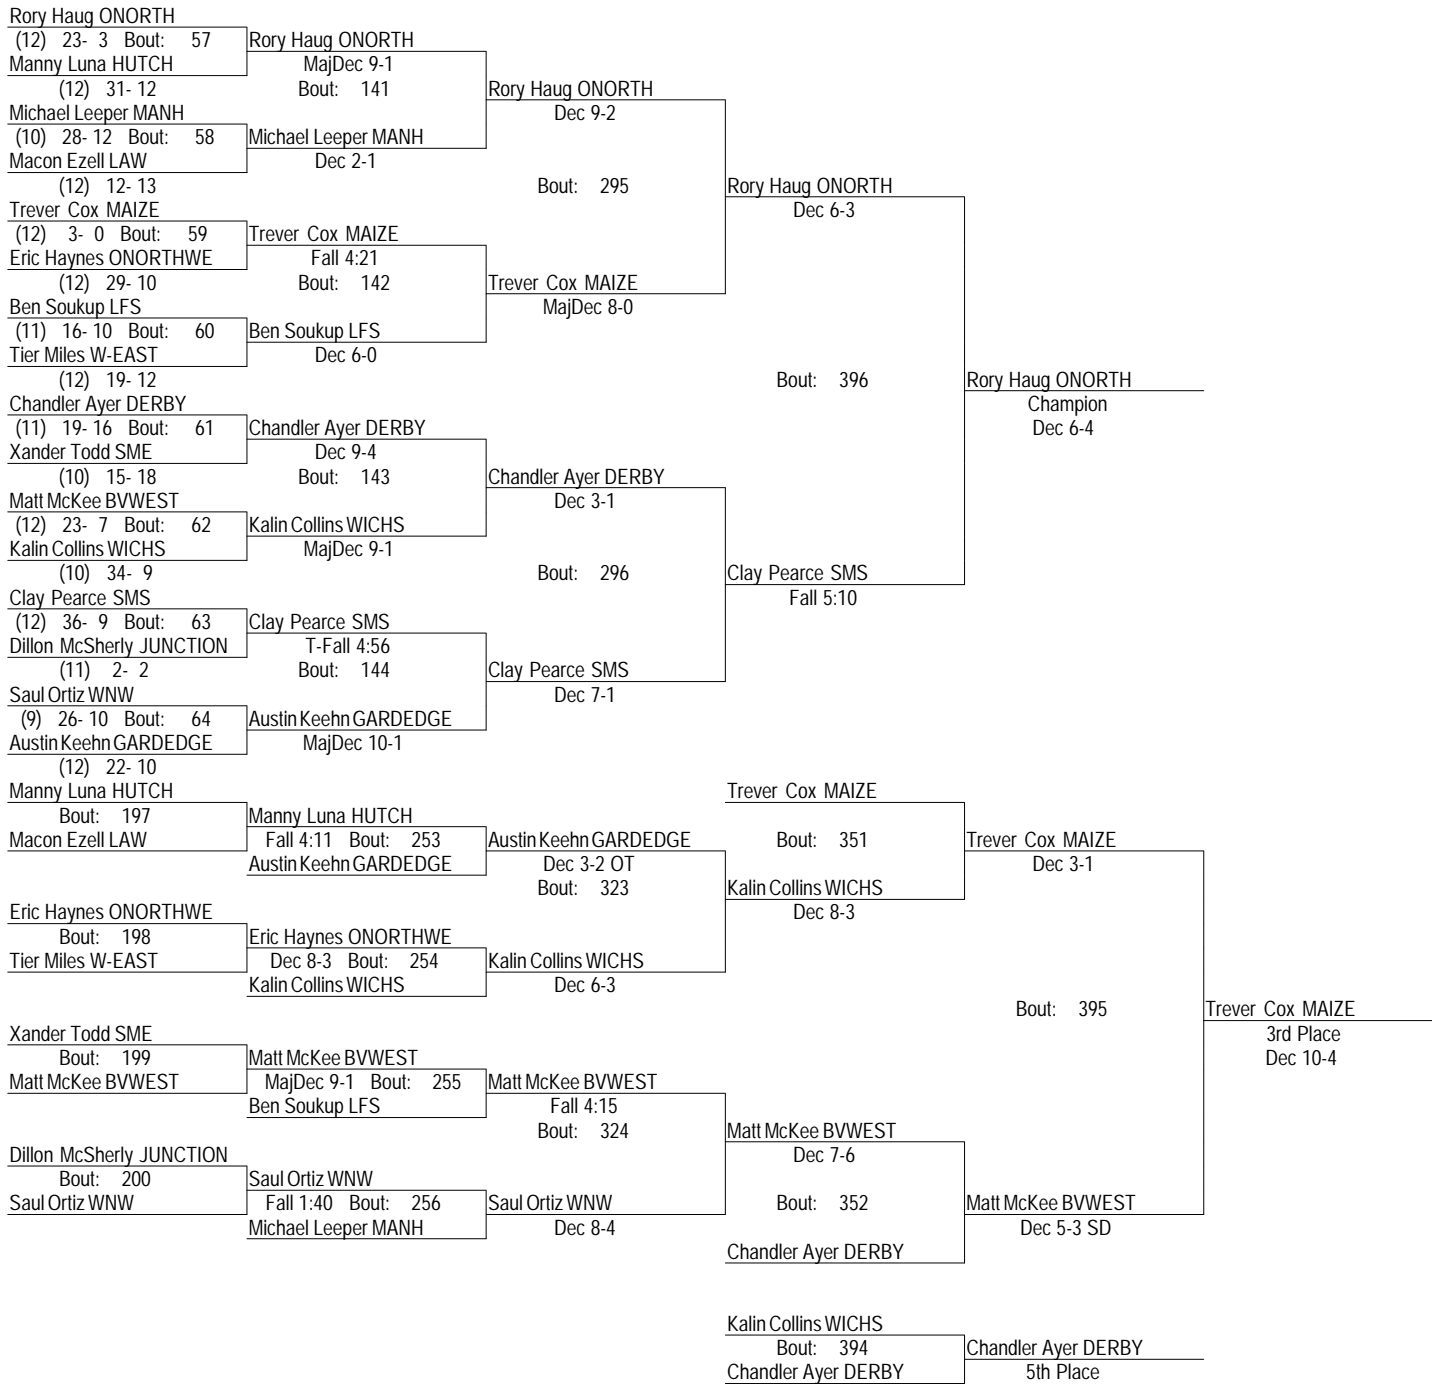 Rory Haug ONORTH
(12) 23- 3 Bout: 57 Rory Haug ONORTH
Manny Luna HUTCH MajDec 9-1
(12) 31- 12 Bout: 141 Rory Haug ONORTH
Michael Leeper MANH Dec 9-2
(10) 28- 12 Bout: 58 Michael Leeper MANH
Macon Ezell LAW Dec 2-1
(12) 12- 13 Bout: 295 Rory Haug ONORTH
Trever Cox MAIZE Dec 6-3
(12) 3- 0 Bout: 59 Trever Cox MAIZE
Eric Haynes ONORTHWE Fall 4:21
(12) 29- 10 Bout: 142 Trever Cox MAIZE
Ben Soukup LFS MajDec 8-0
(11) 16- 10 Bout: 60 Ben Soukup LFS
Tier Miles W-EAST Dec 6-0
(12) 19- 12 Bout: 396 Rory Haug ONORTH
Chandler Ayer DERBY Champion
(11) 19- 16 Bout: 61 Chandler Ayer DERBY Dec 6-4
Xander Todd SME Dec 9-4
(10) 15- 18 Bout: 143 Chandler Ayer DERBY
Matt McKee BVWEST Dec 3-1
(12) 23- 7 Bout: 62 Kalin Collins WICHS
Kalin Collins WICHS MajDec 9-1
(10) 34- 9 Bout: 296 Clay Pearce SMS
Clay Pearce SMS Fall 5:10
(12) 36- 9 Bout: 63 Clay Pearce SMS
Dillon McSherly JUNCTION T-Fall 4:56
(11) 2- 2 Bout: 144 Clay Pearce SMS
Saul Ortiz WNW Dec 7-1
(9) 26- 10 Bout: 64 Austin Keehn GARDEDGE
Austin Keehn GARDEDGE MajDec 10-1
(12) 22- 10
Manny Luna HUTCH Trever Cox MAIZE
Bout: 197 Manny Luna HUTCH
Macon Ezell LAW Fall 4:11 Bout: 253 Austin Keehn GARDEDGE Bout: 351 Trever Cox MAIZE
Austin Keehn GARDEDGE Dec 3-2 OT Dec 3-1
Bout: 323 Kalin Collins WICHS
Eric Haynes ONORTHWE Dec 8-3
Bout: 198 Eric Haynes ONORTHWE
Tier Miles W-EAST Dec 8-3 Bout: 254 Kalin Collins WICHS
Kalin Collins WICHS Dec 6-3
Bout: 395 Trever Cox MAIZE
Xander Todd SME 3rd Place
Bout: 199 Matt McKee BVWEST Dec 10-4
Matt McKee BVWEST MajDec 9-1 Bout: 255 Matt McKee BVWEST
Ben Soukup LFS Fall 4:15
Bout: 324 Matt McKee BVWEST
Dillon McSherly JUNCTION Dec 7-6
Bout: 200 Saul Ortiz WNW
Saul Ortiz WNW Fall 1:40 Bout: 256 Saul Ortiz WNW Bout: 352 Matt McKee BVWEST
Michael Leeper MANH Dec 8-4 Dec 5-3 SD
Chandler Ayer DERBY
Kalin Collins WICHS
Bout: 394 Chandler Ayer DERBY
Chandler Ayer DERBY 5th Place